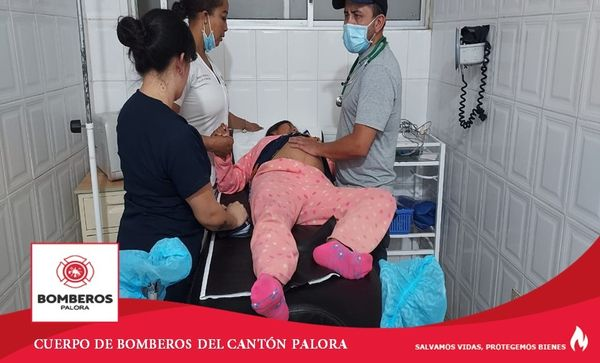 BOMBEROS
PALORA
CUERPO DE BOMBEROS DEL CANTÓN PALORA
SALVAMOS VIDAS, PROTEGEMOS BIENES